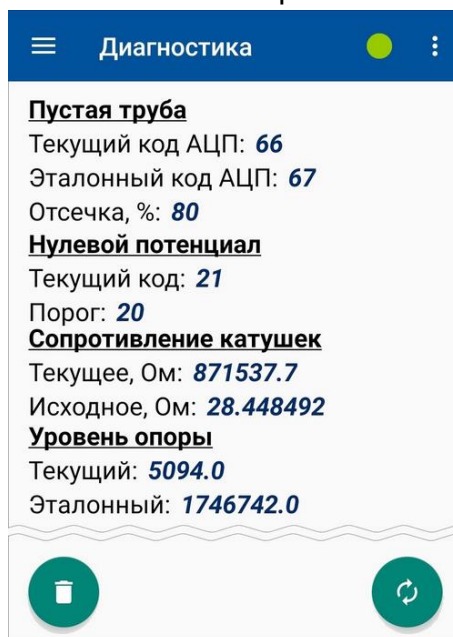 Диагностика
Пустая труба
Текущий код АЦП: 66
Эталонный код АЦП: 67
Отсечка, %: 80
Нулевой потенциал
Текущий код: 21
Порог: 20
Сопротивление катушек
Текущее, Ом: 871537.7
Исходное, Ом: 28.448492
Уровень опоры
Текущий: 5094.0
Эталонный: 1746742.0